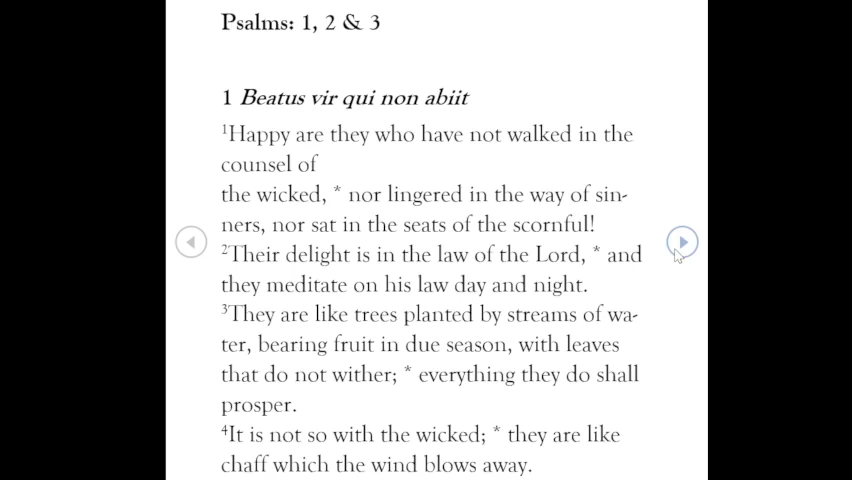 Psalms: 1, 2 & 3
1 Beatus vir qui non abiit
¹Happy are they who have not walked in the
counsel of
the wicked, * nor lingered in the way of sin-
ners, nor sat in the seats of the scornful!
²Their delight is in the law of the Lord, * and
they meditate on his law day and night.
³They are like trees planted by streams of wa-
ter, bearing fruit in due season, with leaves
that do not wither; * everything they do shall
prosper.
⁴It is not so with the wicked; * they are like
chaff which the wind blows away.